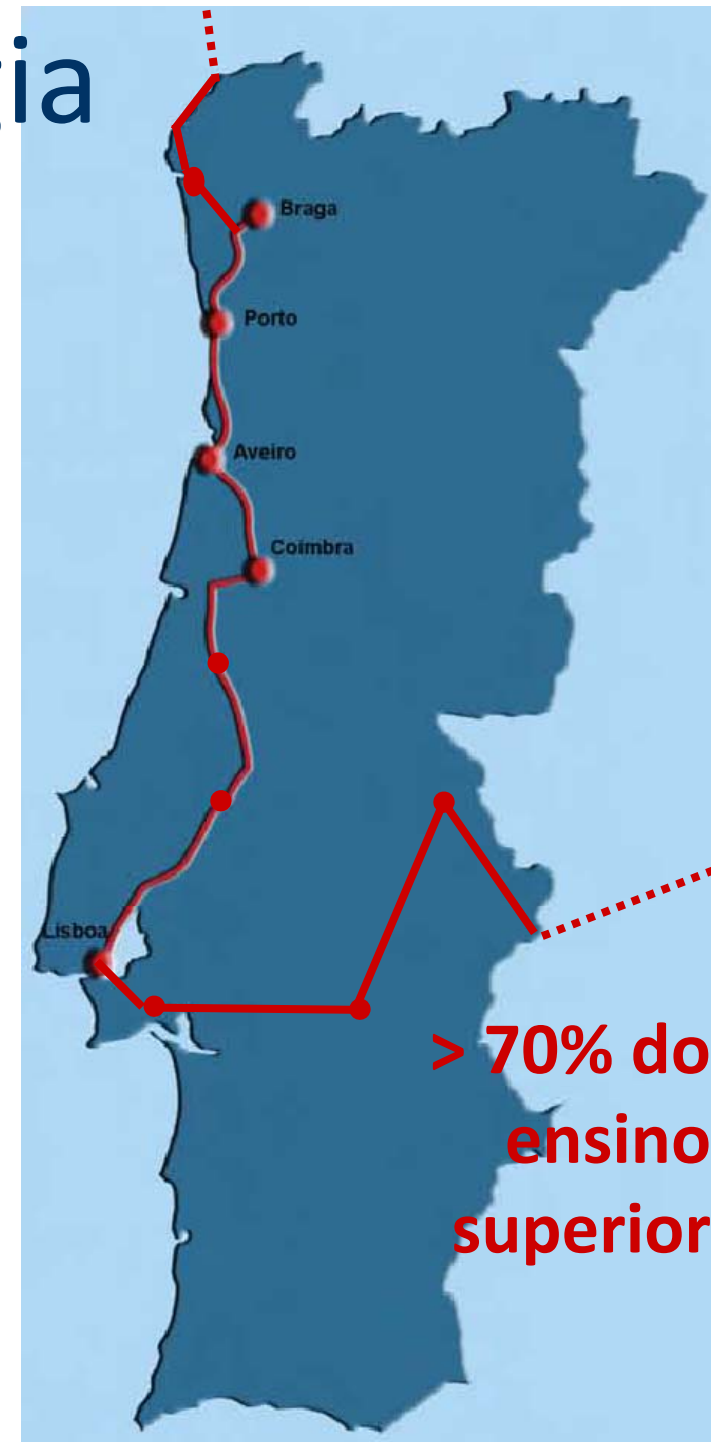 gia
Braga
Porto
Aveiro
Coimbra
Lisboa
> 70% do
ensino
superior